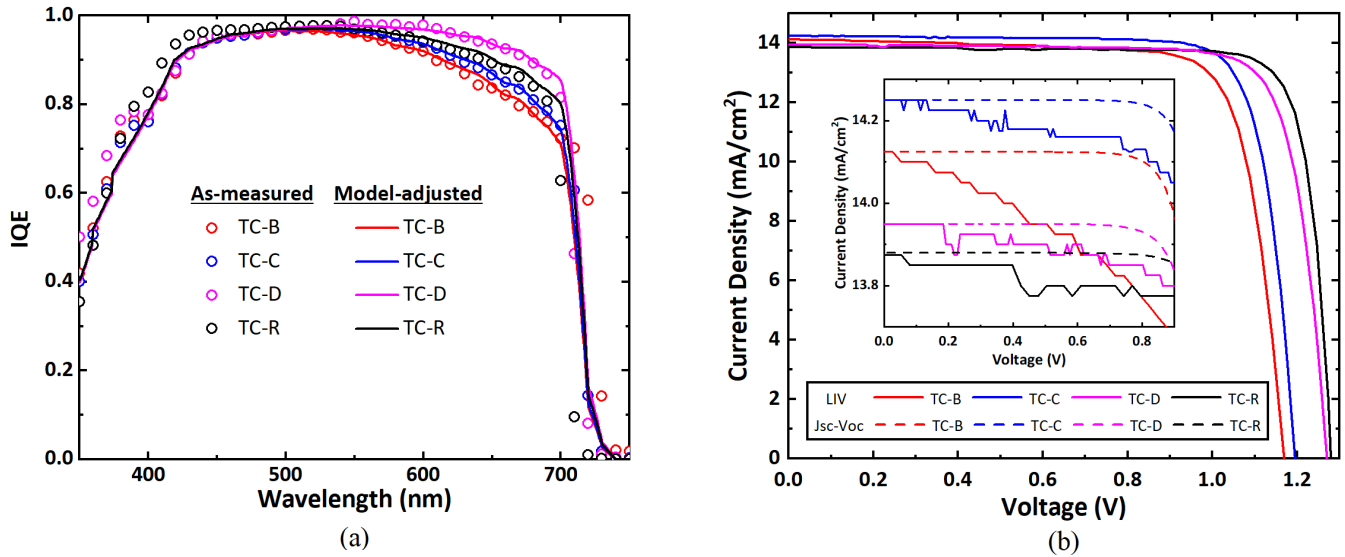 (a)
IQE
1.0
0.8
0.6
0.4
0.2
0.0
As-measured Model-adjusted
TC-B TC-B
TC-C TC-C
TC-D TC-D
TC-R TC-R
400 500 600 700
Wavelength (nm)
(a)
(b)
Current Density (mA/cm²)
14
12
10
8
6
4
2
0
Current Density (mA/cm²)
14.2
14.0
13.8
0.0 0.2 0.4 0.6 0.8
Voltage (V)
LIV TC-B TC-C TC-D TC-R
Jsc-Voc TC-B TC-C TC-D TC-R
0.0 0.2 0.4 0.6 0.8 1.0 1.2
Voltage (V)
(b)